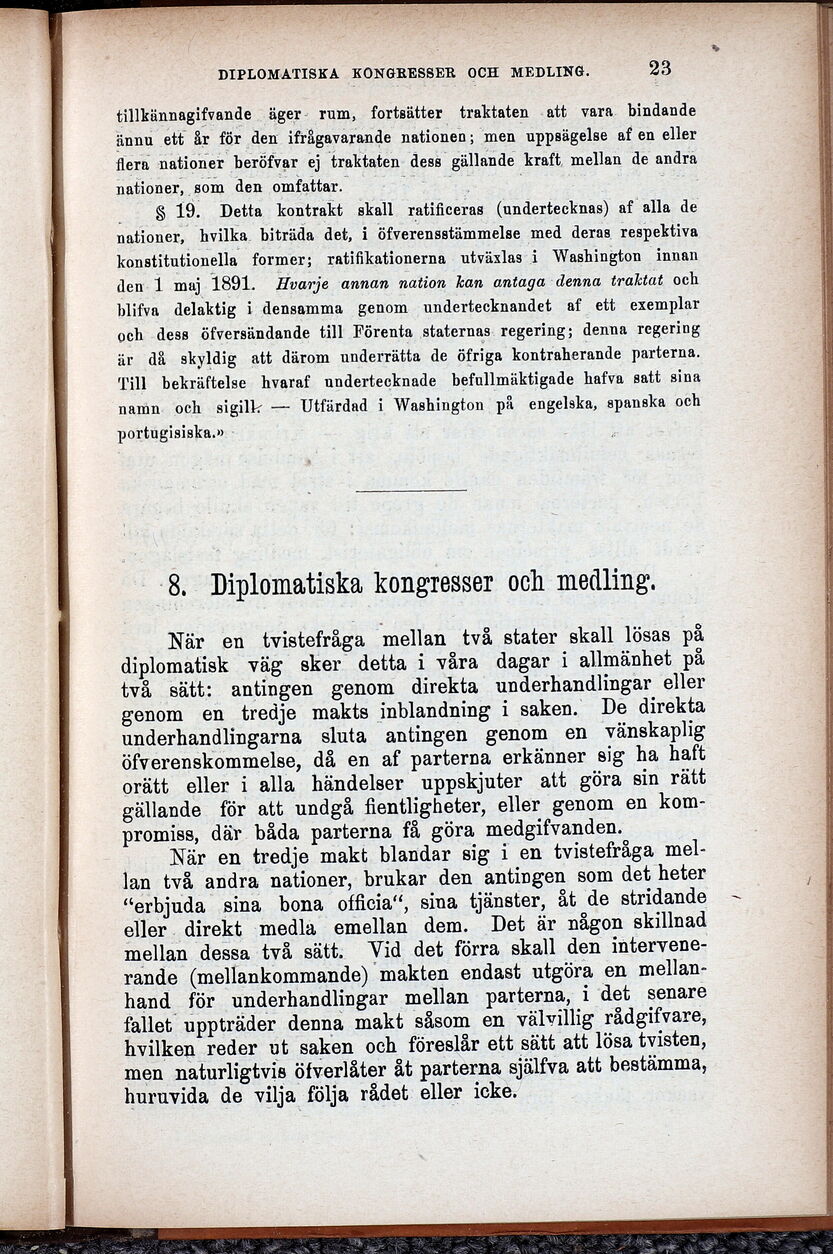 DIPLOMATISKA KONGRESSER OCH MEDLING. 23
tillkännagifvande äger rum, fortsätter traktaten att vara bindande
ännu ett år för den ifrågavarande nationen; men uppsägelse af en eller
flera nationer beröfvar ej traktaten dess gällande kraft mellan de andra
nationer, som den omfattar.
§ 19. Detta kontrakt skall ratificeras (undertecknas) af alla de
nationer, hvilka biträda det, i öfverensstämmelse med deras respektiva
konstitutionella former; ratifikationerna utväxlas i Washington innan
den 1 maj 1891. Hvarje annan nation kan antaga denna traktat och
blifva delaktig i densamma genom undertecknandet af ett exemplar
och dess öfversändande till Förenta staternas regering; denna regering
är då skyldig att därom underrätta de öfriga kontraherande parterna.
Till bekräftelse hvaraf undertecknade befullmäktigade hafva satt sina
namn och sigill. — Utfärdad i Washington på engelska, spanska och
portugisiska.»
8. Diplomatiska kongresser och medling.
När en tvistefråga mellan två stater skall lösas på
diplomatisk väg sker detta i våra dagar i allmänhet på
två sätt: antingen genom direkta underhandlingar eller
genom en tredje makts inblandning i saken. De direkta
underhandlingarna sluta antingen genom en vänskaplig
öfverenskommelse, då en af parterna erkänner sig ha haft
orätt eller i alla händelser uppskjuter att göra sin rätt
gällande för att undgå fientligheter, eller genom en kom-
promiss, där båda parterna få göra medgifvanden.
När en tredje makt blandar sig i en tvistefråga mel-
lan två andra nationer, brukar den antingen som det heter
“erbjuda sina bona officia“, sina tjänster, åt de stridande
eller direkt medla emellan dem. Det är någon skillnad
mellan dessa två sätt. Vid det förra skall den intervene-
rande (mellankommande) makten endast utgöra en mellan-
hand för underhandlingar mellan parterna, i det senare
fallet uppträder denna makt såsom en välvillig rådgifvare,
hvilken reder ut saken och föreslår ett sätt att lösa tvisten,
men naturligtvis öfverlåter åt parterna själfva att bestämma,
huruvida de vilja följa rådet eller icke.